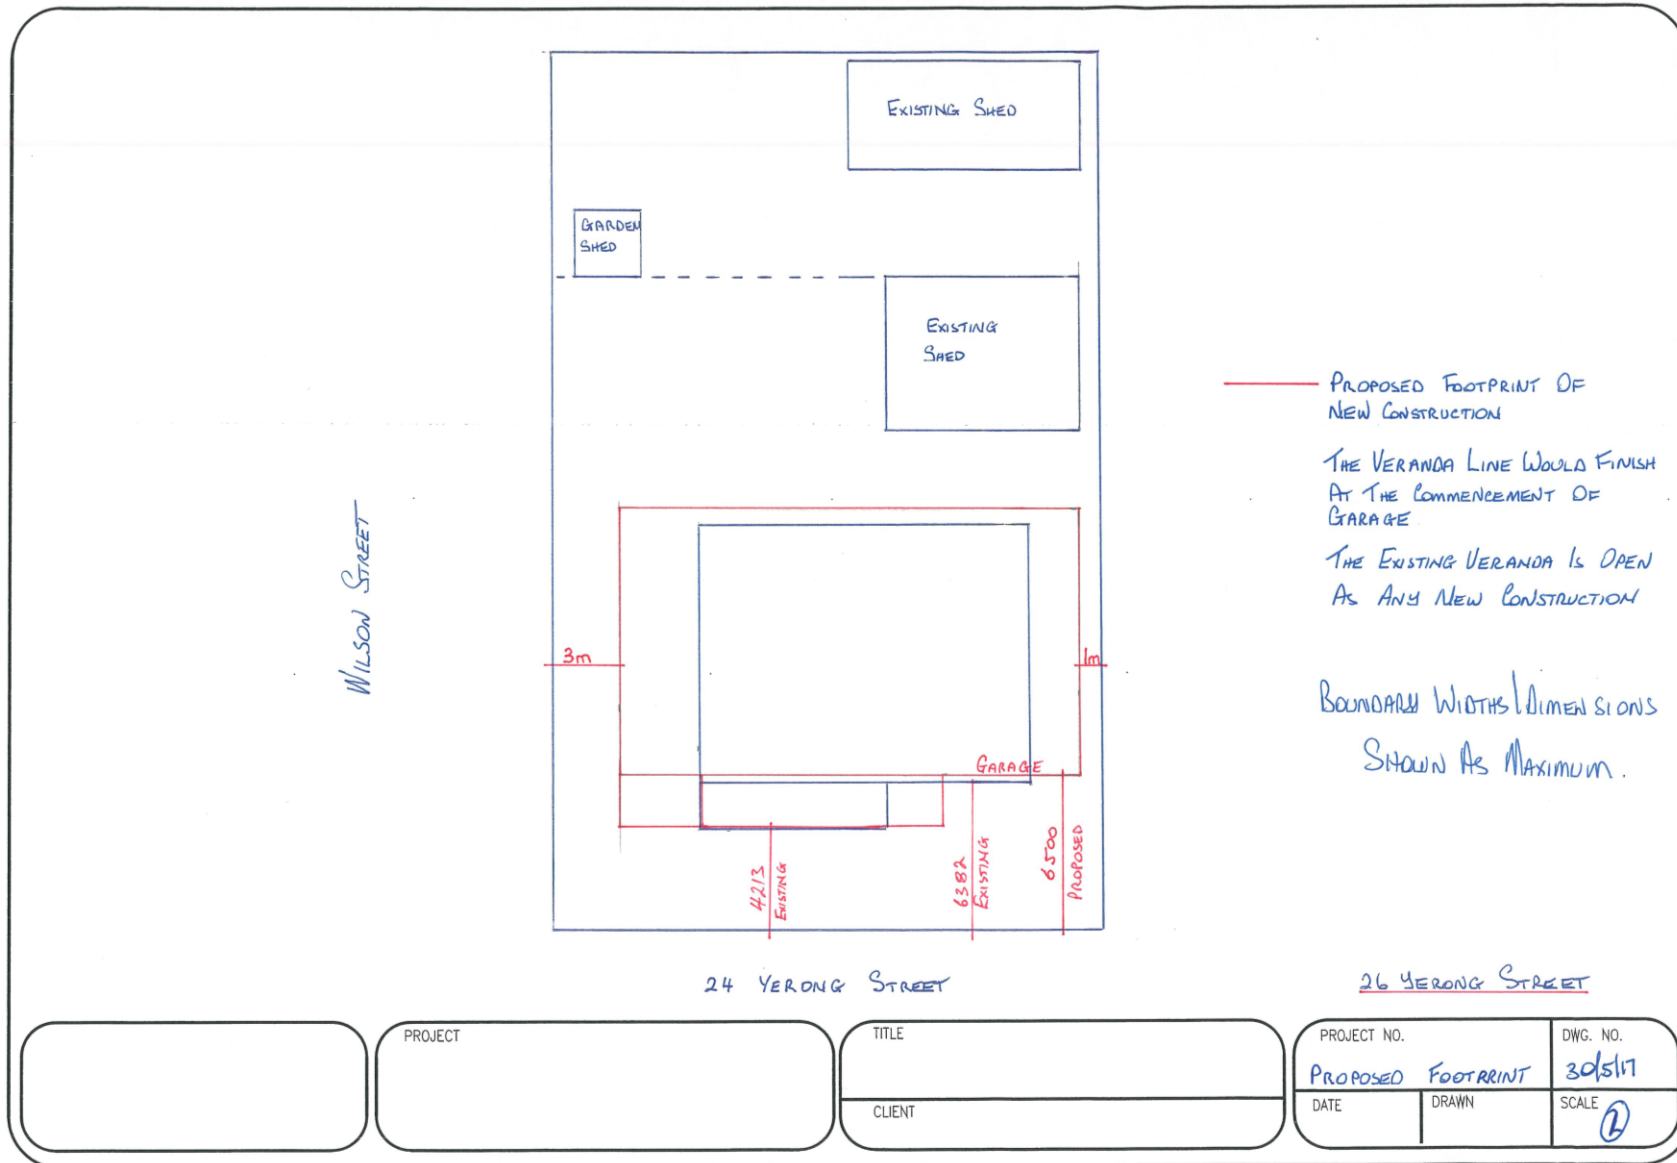 EXISTING SHED
GARDEN
SHED
EXISTING
SHED
PROPOSED FOOTPRINT OF
NEW CONSTRUCTION
THE VERANDA LINE WOULD FINISH
AT THE COMMENCEMENT OF
GARAGE
THE EXISTING VERANDA IS OPEN
AS ANY NEW CONSTRUCTION
WILSON STREET
3m
1m
BOUNDARY WIDTHS/DIMENSIONS
SHOWN AS MAXIMUM.
GARAGE
4213
EXISTING
6382
EXISTING
6500
PROPOSED
24 YERONG STREET
26 YERONG STREET
PROJECT
TITLE
CLIENT
PROJECT NO.
PROPOSED FOOTPRINT
DWG. NO.
30/5/17
DATE
DRAWN
SCALE
2